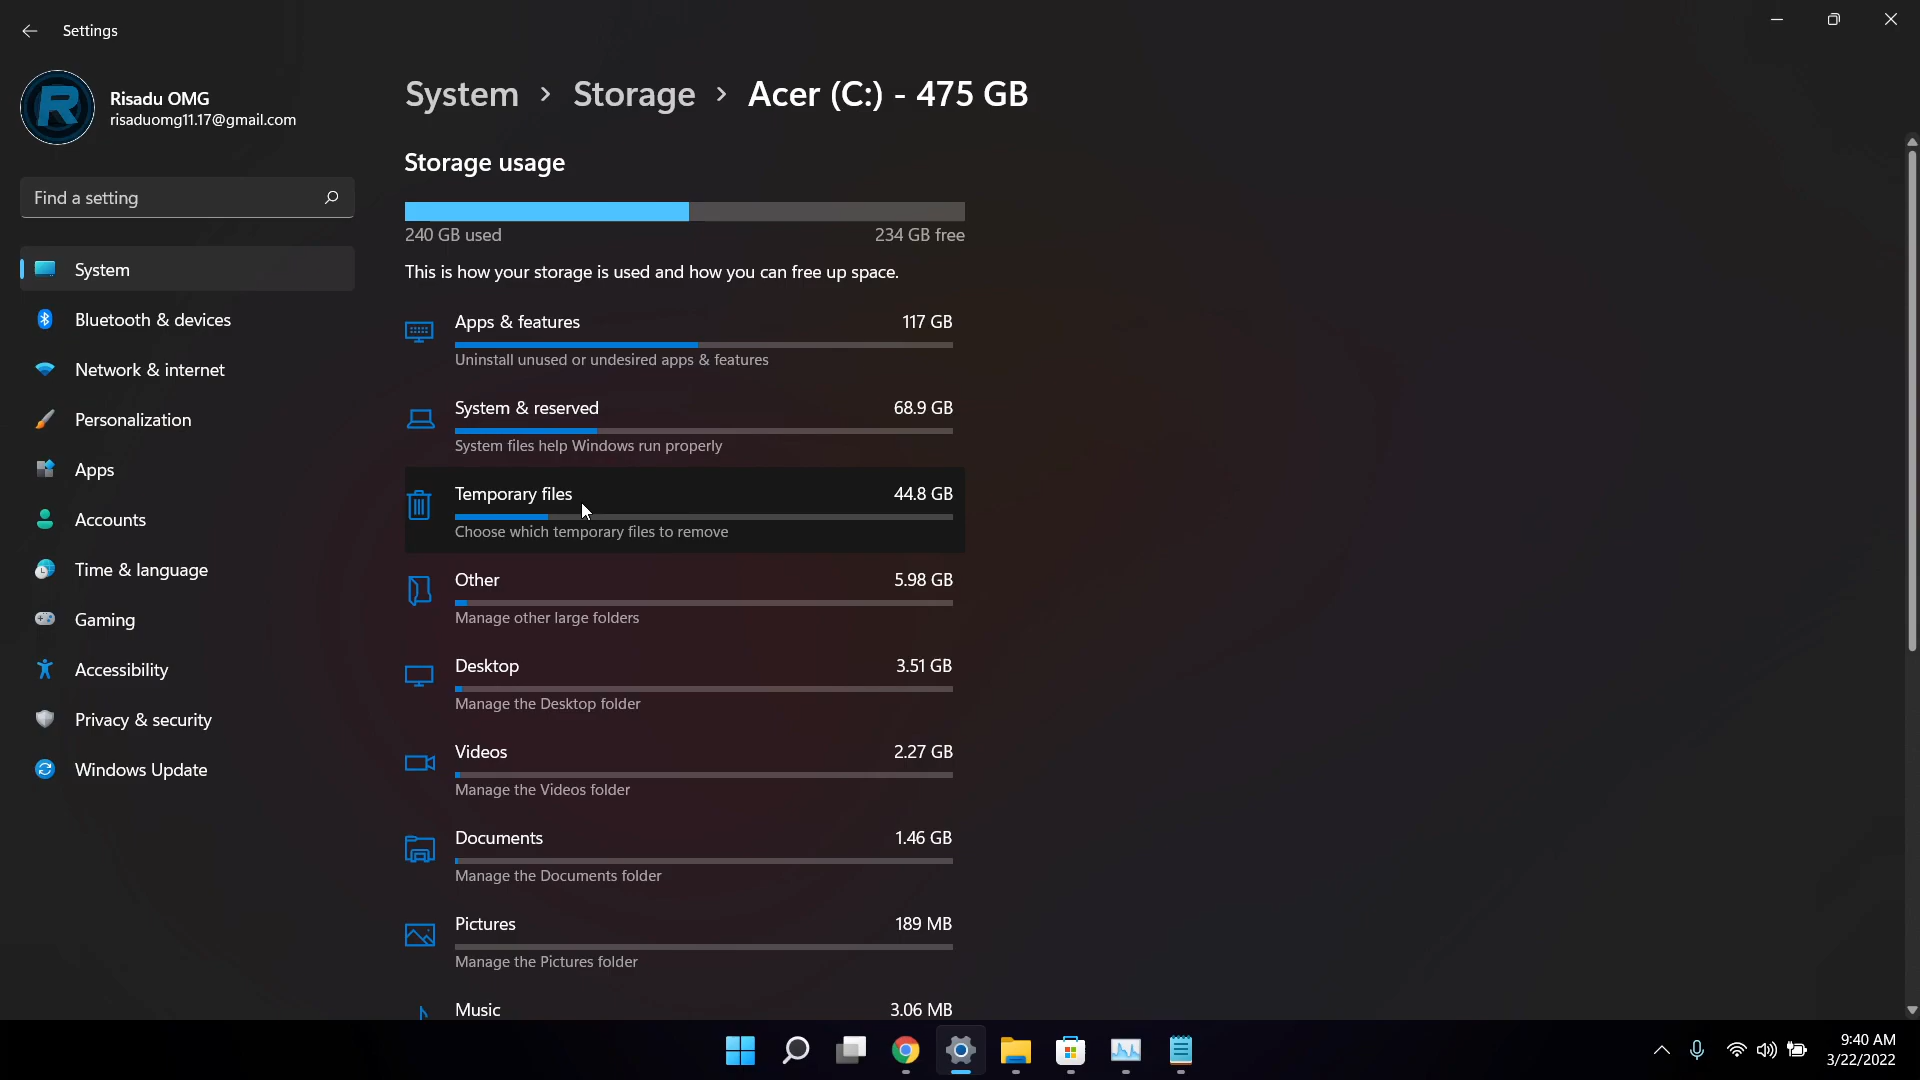 Settings
Risadu OMG
risaduomg11.17@gmail.com
Find a setting
System
Bluetooth & devices
Network & internet
Personalization
Apps
Accounts
Time & language
Gaming
Accessibility
Privacy & security
Windows Update
System › Storage › Acer (C:) - 475 GB
Storage usage
240 GB used 234 GB free
This is how your storage is used and how you can free up space.
Apps & features 117 GB
Uninstall unused or undesired apps & features
System & reserved 68.9 GB
System files help Windows run properly
Temporary files 44.8 GB
Choose which temporary files to remove
Other 5.98 GB
Manage other large folders
Desktop 3.51 GB
Manage the Desktop folder
Videos 2.27 GB
Manage the Videos folder
Documents 1.46 GB
Manage the Documents folder
Pictures 189 MB
Manage the Pictures folder
Music 3.06 MB
9:40 AM
3/22/2022